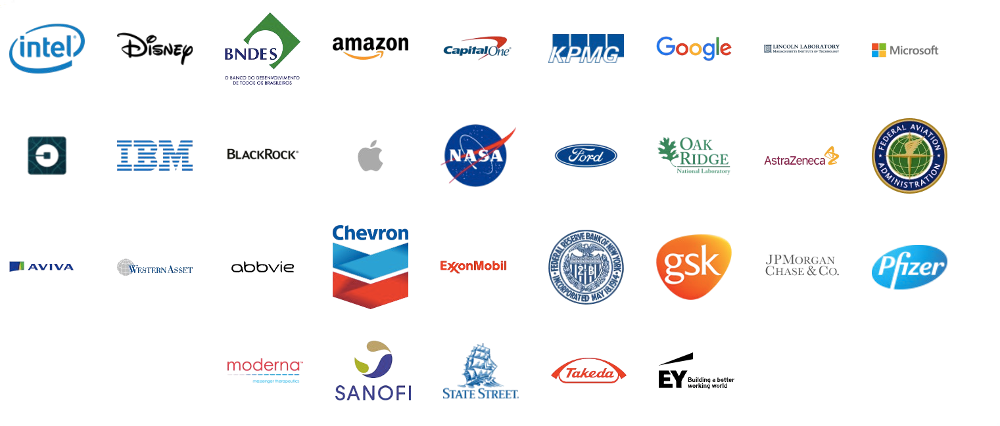 intel
DISNEY
BNDES
O BANCO DO DESENVOLVIMENTO
DE TODOS OS BRASILEIROS
amazon
Capital One
KPMG
Google
LINCOLN LABORATORY
MASSACHUSETTS INSTITUTE OF TECHNOLOGY
Microsoft
IBM
BLACKROCK®
NASA
Ford
OAK
RIDGE
National Laboratory
AstraZeneca
FEDERAL AVIATION
ADMINISTRATION
AVIVA
WESTERN ASSET
abbvie
Chevron
ExxonMobil
FEDERAL RESERVE BANK OF NEW YORK
INCORPORATED MAY 18, 1914
2 B
gsk
JPMORGAN
CHASE & CO.
Pfizer
moderna™
messenger therapeutics
SANOFI
STATE STREET.
Takeda
EY
Building a better
working world